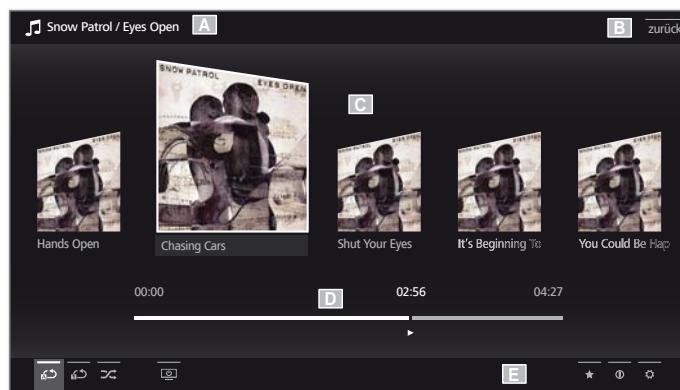 Snow Patrol / Eyes Open A B zurück
C
SNOW PATROL EYES OPEN
Hands Open Chasing Cars Shut Your Eyes It's Beginning To You Could Be Hap
00:00 D 02:56 04:27
E